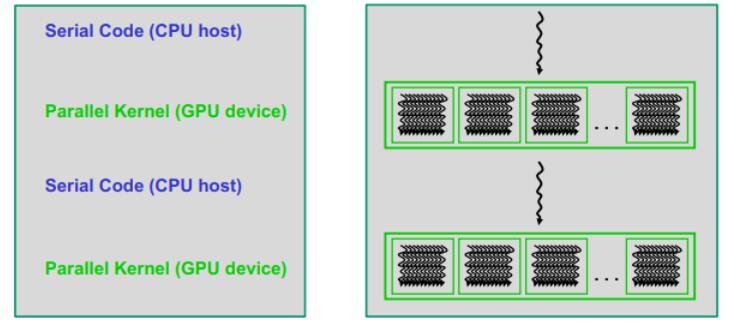 Serial Code (CPU host)
Parallel Kernel (GPU device)
...
Serial Code (CPU host)
Parallel Kernel (GPU device)
...